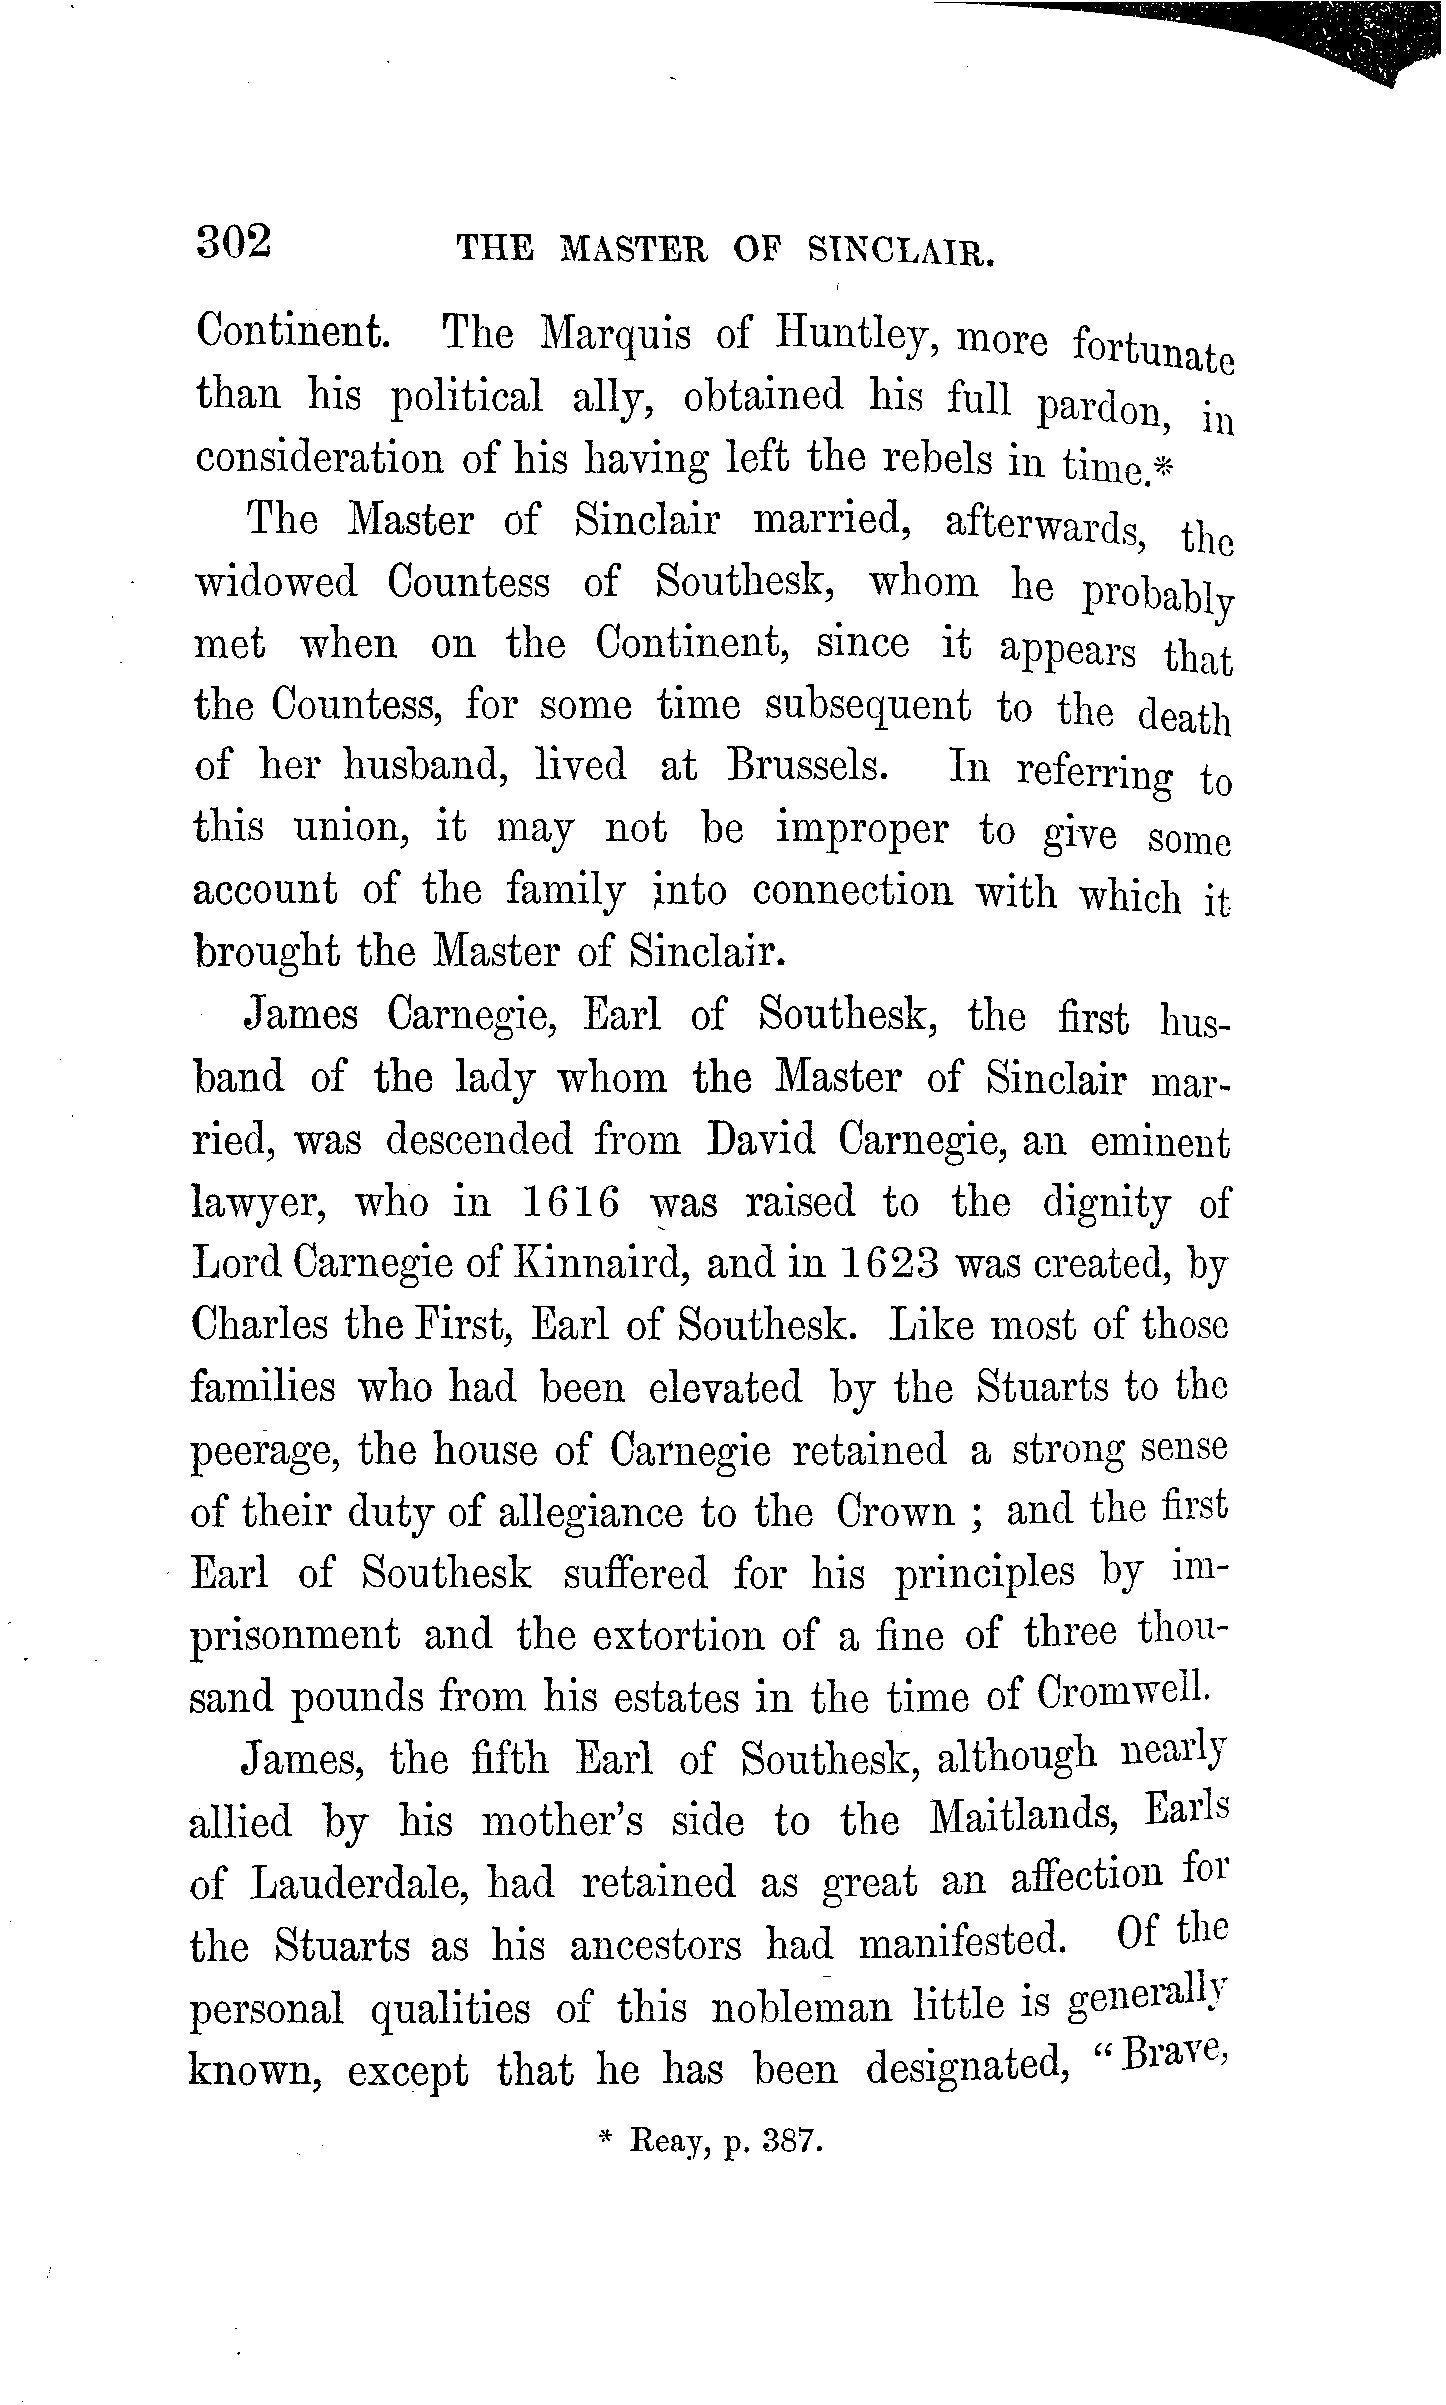 302 THE MASTER OF SINCLAIR.
Continent. The Marquis of Huntley, more fortunate
than his political ally, obtained his full pardon, in
consideration of his having left the rebels in time.*
The Master of Sinclair married, afterwards, the
widowed Countess of Southesk, whom he probably
met when on the Continent, since it appears that
the Countess, for some time subsequent to the death
of her husband, lived at Brussels. In referring to
this union, it may not be improper to give some
account of the family into connection with which it
brought the Master of Sinclair.
James Carnegie, Earl of Southesk, the first hus-
band of the lady whom the Master of Sinclair mar-
ried, was descended from David Carnegie, an eminent
lawyer, who in 1616 was raised to the dignity of
Lord Carnegie of Kinnaird, and in 1623 was created, by
Charles the First, Earl of Southesk. Like most of those
families who had been elevated by the Stuarts to the
peerage, the house of Carnegie retained a strong sense
of their duty of allegiance to the Crown ; and the first
Earl of Southesk suffered for his principles by im-
prisonment and the extortion of a fine of three thou-
sand pounds from his estates in the time of Cromwell.
James, the fifth Earl of Southesk, although nearly
allied by his mother's side to the Maitlands, Earls
of Lauderdale, had retained as great an affection for
the Stuarts as his ancestors had manifested. Of the
personal qualities of this nobleman little is generally
known, except that he has been designated, "Brave,
* Reay, p. 387.